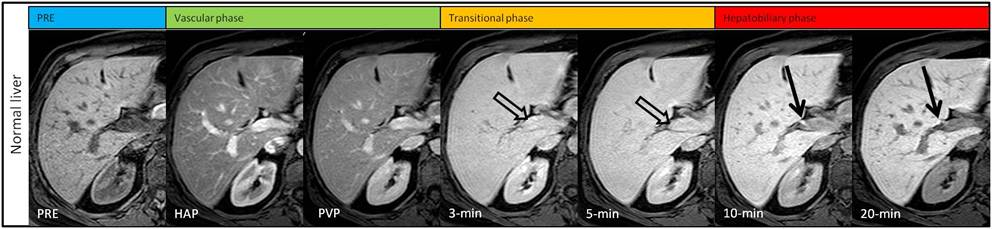 PRE Vascular phase Transitional phase Hepatobiliary phase
Normal liver
PRE HAP PVP 3-min 5-min 10-min 20-min